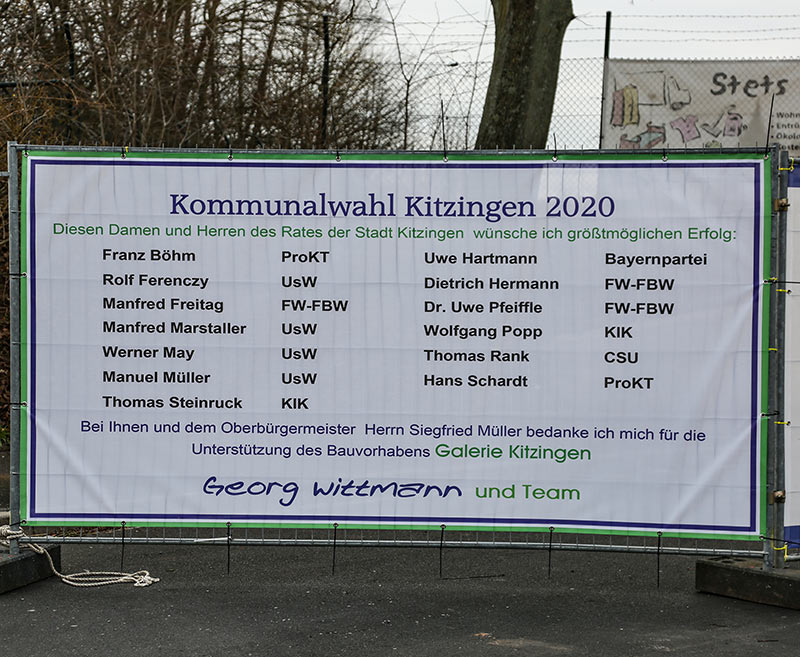 Stets
Kommunalwahl Kitzingen 2020
Diesen Damen und Herren des Rates der Stadt Kitzingen wünsche ich größtmöglichen Erfolg:
Franz Böhm ProKT
Rolf Ferenczy UsW
Manfred Freitag FW-FBW
Manfred Marstaller UsW
Werner May UsW
Manuel Müller UsW
Thomas Steinruck KIK
Uwe Hartmann Bayernpartei
Dietrich Hermann FW-FBW
Dr. Uwe Pfeiffle FW-FBW
Wolfgang Popp KIK
Thomas Rank CSU
Hans Schardt ProKT
Bei Ihnen und dem Oberbürgermeister Herrn Siegfried Müller bedanke ich mich für die
Unterstützung des Bauvorhabens Galerie Kitzingen
Georg Wittmann und Team